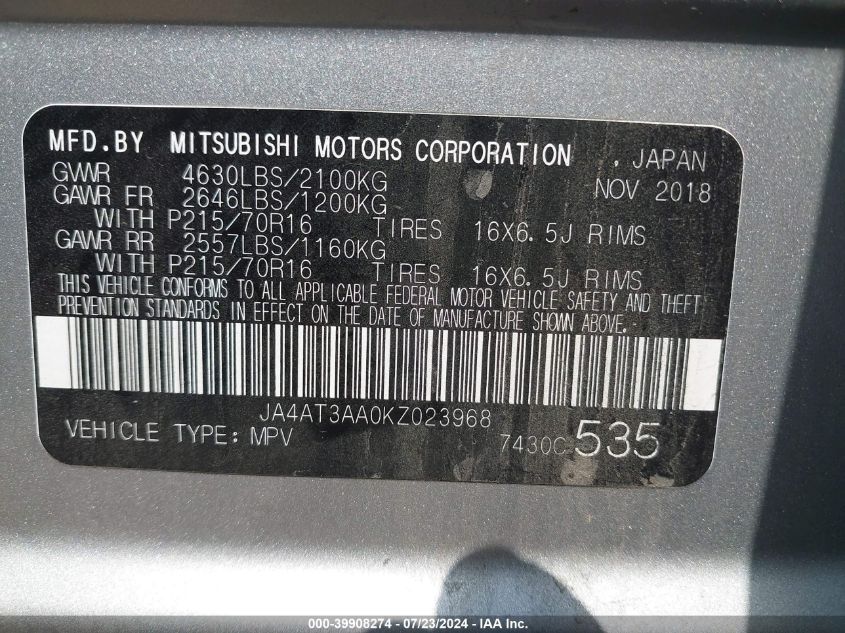 MFD.BY MITSUBISHI MOTORS CORPORATION . JAPAN
GVWR 4630LBS/2100KG NOV 2018
GAWR FR 2646LBS/1200KG
WITH P215/70R16 TIRES 16X6.5J RIMS
GAWR RR 2557LBS/1160KG
WITH P215/70R16 TIRES 16X6.5J RIMS
THIS VEHICLE CONFORMS TO ALL APPLICABLE FEDERAL MOTOR VEHICLE SAFETY AND THEFT
PREVENTION STANDARDS IN EFFECT ON THE DATE OF MANUFACTURE SHOWN ABOVE.
JA4AT3AA0KZ023968
VEHICLE TYPE: MPV 7430C 535
000-39908274 - 07/23/2024 - IAA Inc.